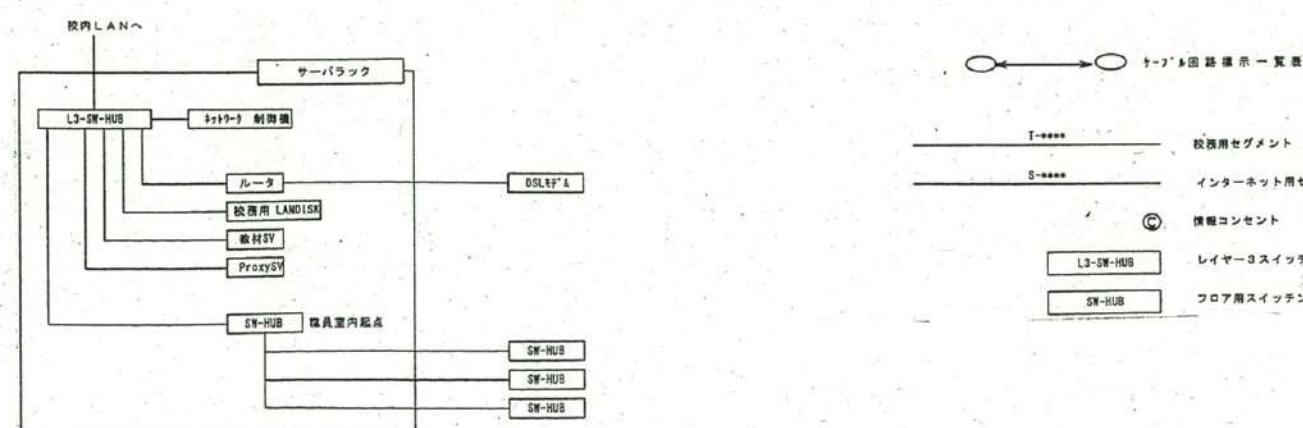 校内LANへ
サーバラック
L3-SW-HUB
ネットワーク 制御機
ルータ
DSLモデム
校務用 LANDISK
教材SV
ProxySV
SW-HUB
職員室内起点
SW-HUB
SW-HUB
SW-HUB
ケーブル回路標示一覧表
T-****
校務用セグメント
S-****
インターネット用セ
C
情報コンセント
L3-SW-HUB
レイヤー3スイッチ
SW-HUB
フロア用スイッチン